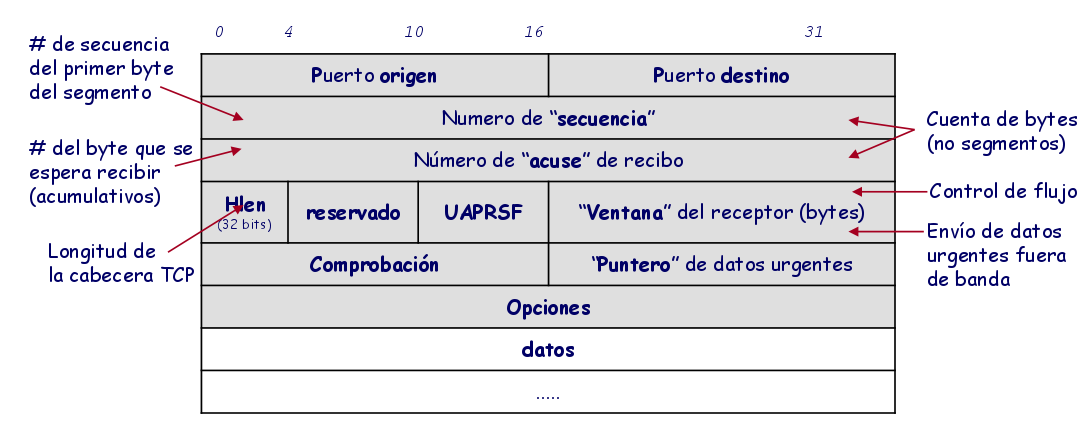 0 4 10 16 31
# de secuencia
del primer byte
del segmento
# del byte que se
espera recibir
(acumulativos)
Longitud de
la cabecera TCP
Puerto origen
Puerto destino
Numero de “secuencia”
Número de “acuse” de recibo
Hlen
(32 bits)
reservado
UAPRSF
“Ventana” del receptor (bytes)
Comprobación
“Puntero” de datos urgentes
Opciones
datos
.....
Cuenta de bytes
(no segmentos)
Control de flujo
Envío de datos
urgentes fuera
de banda